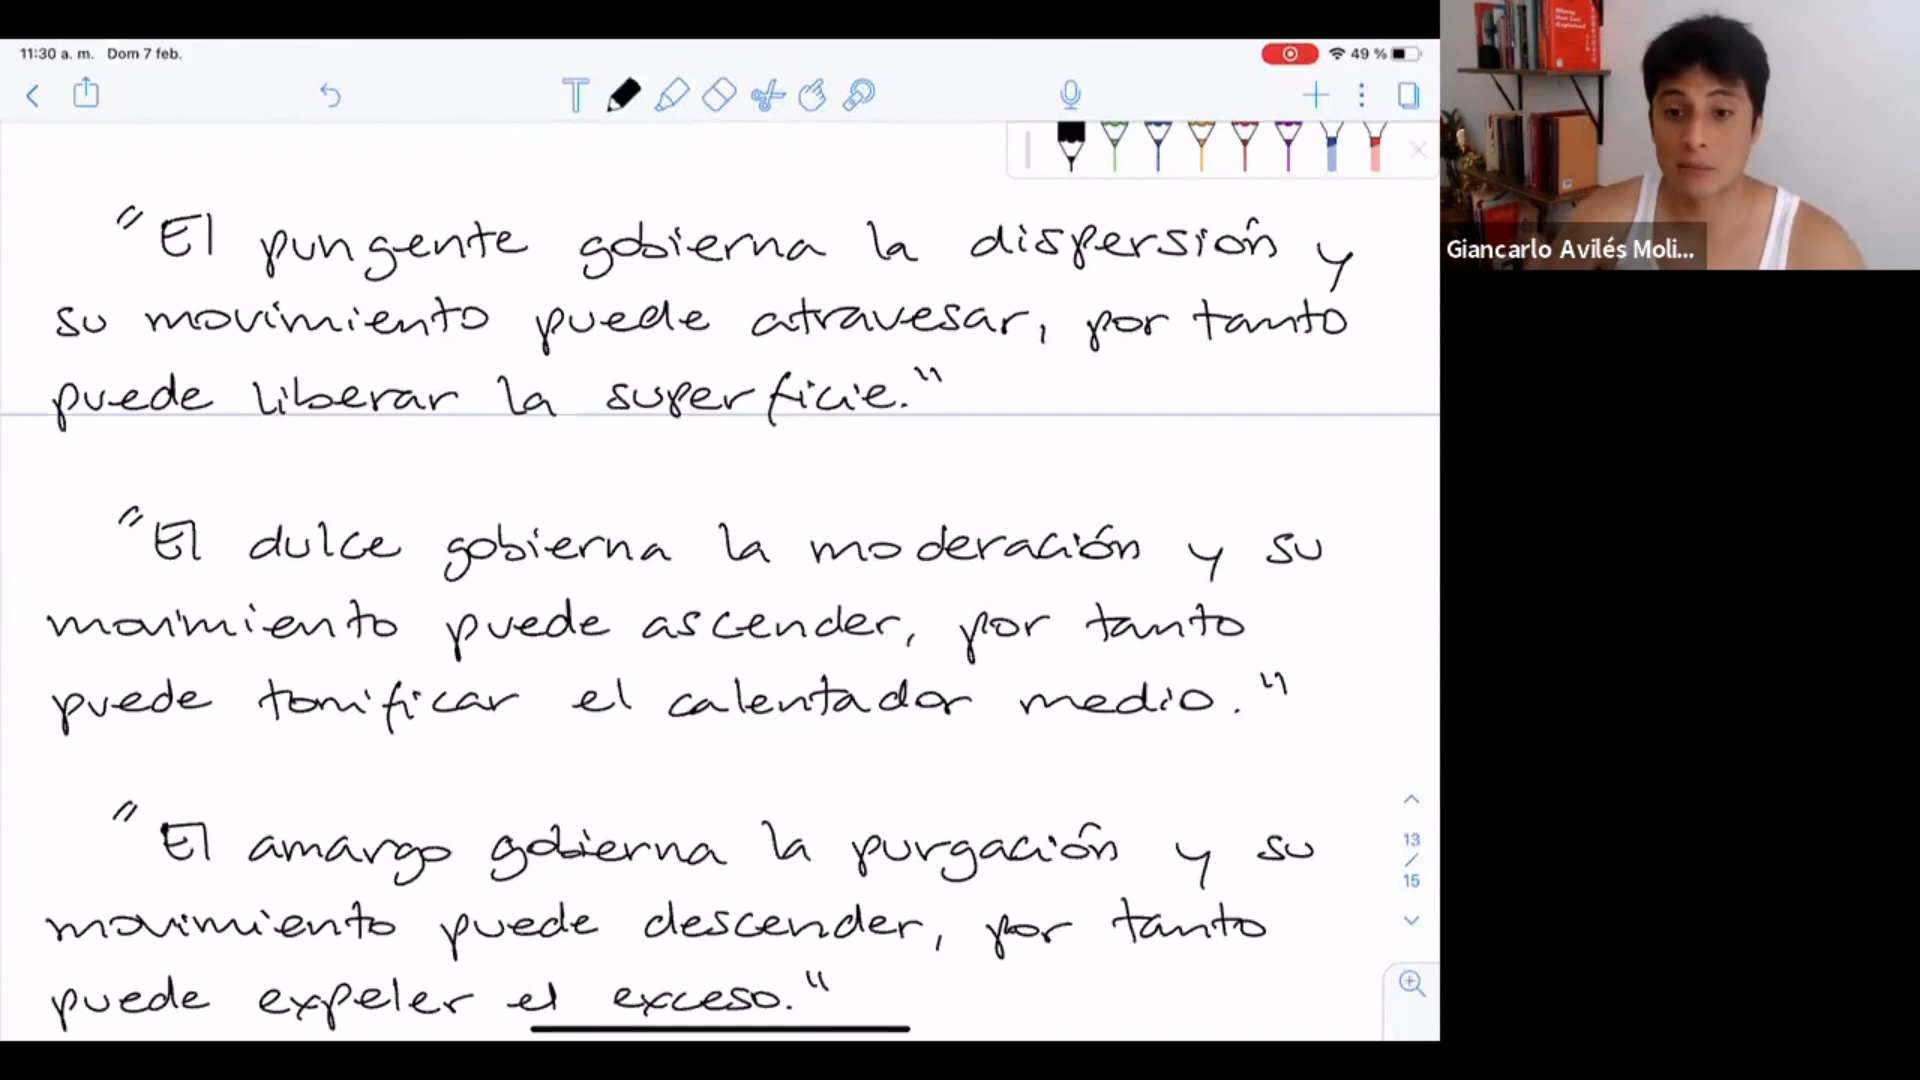 11:30 a. m. Dom 7 feb.
49 %
"El pungente gobierna la dispersión y
su movimiento puede atravesar, por tanto
puede liberar la superficie."
"El dulce gobierna la moderación y su
movimiento puede ascender, por tanto
puede tonificar el calentador medio."
"El amargo gobierna la purgación y su
movimiento puede descender, por tanto
puede expeler el exceso."
13
/
15
Giancarlo Avilés Moli...